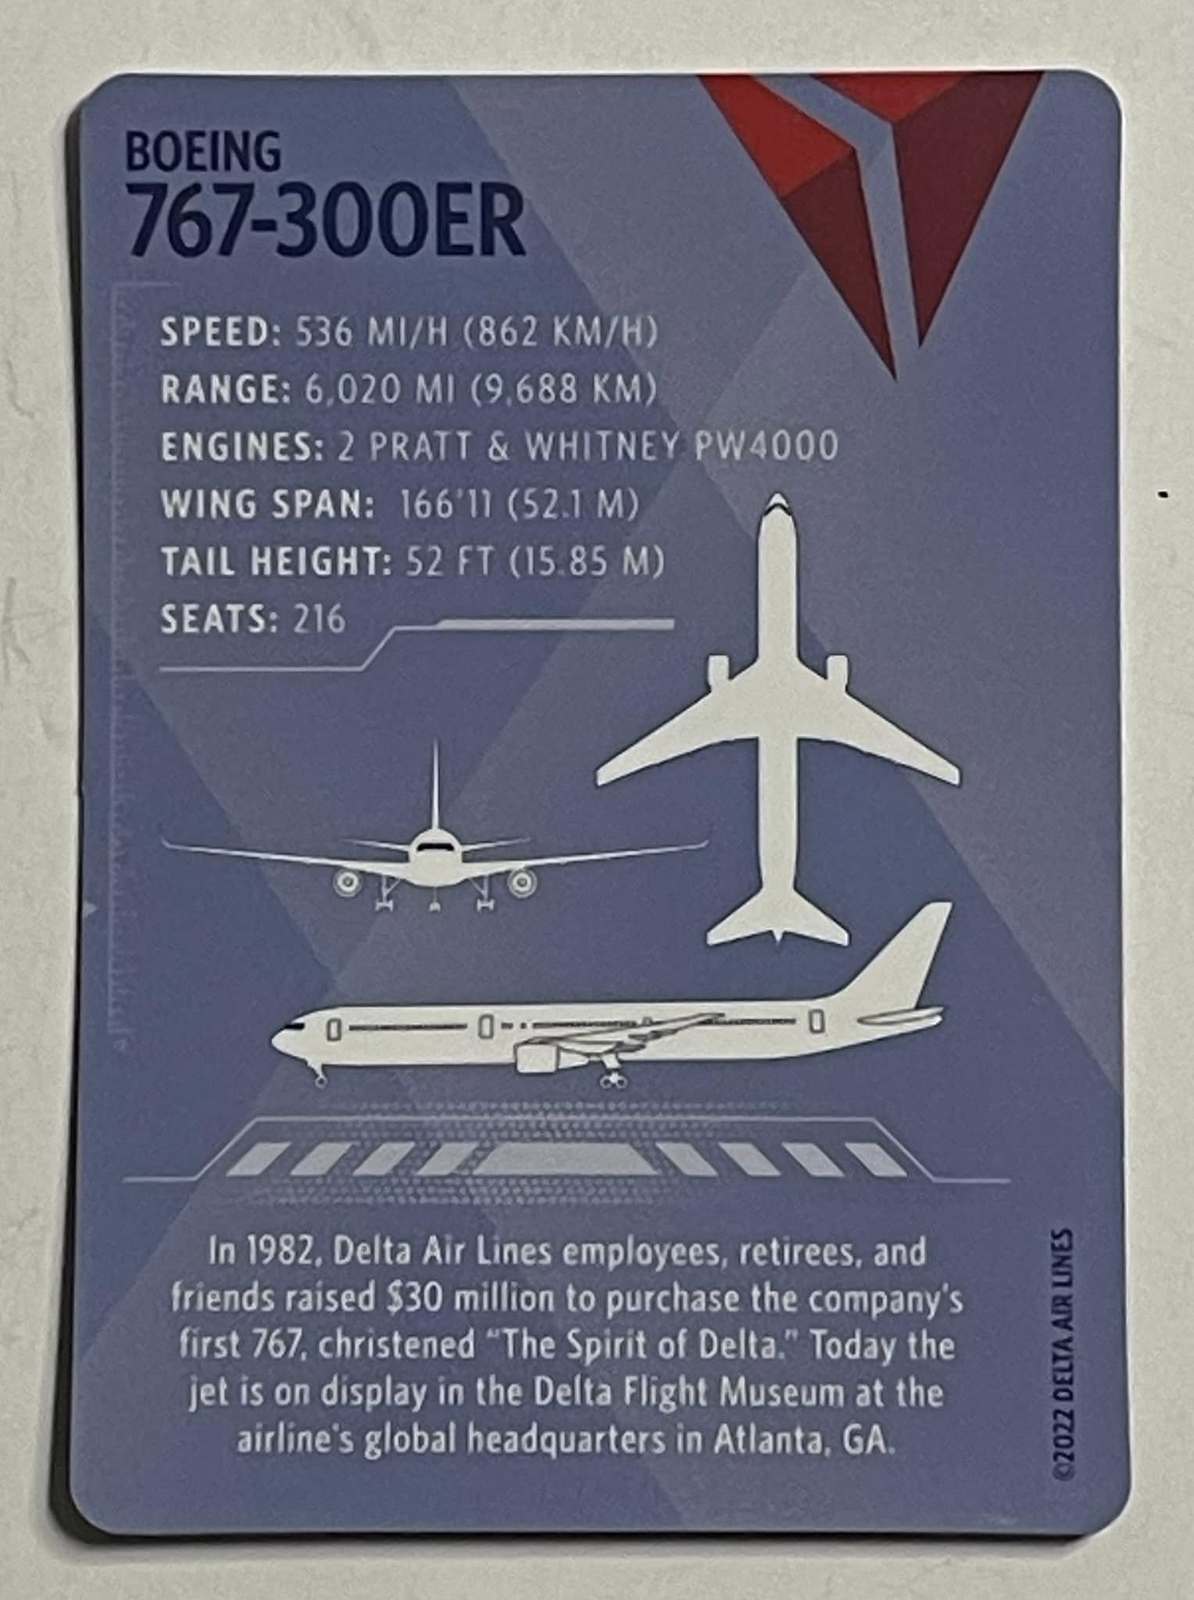 BOEING
767-300ER
SPEED: 536 MI/H (862 KM/H)
RANGE: 6,020 MI (9,688 KM)
ENGINES: 2 PRATT & WHITNEY PW4000
WING SPAN: 166'11 (52.1 M)
TAIL HEIGHT: 52 FT (15.85 M)
SEATS: 216
In 1982, Delta Air Lines employees, retirees, and
friends raised $30 million to purchase the company's
first 767, christened "The Spirit of Delta." Today the
jet is on display in the Delta Flight Museum at the
airline's global headquarters in Atlanta, GA.
©2022 DELTA AIR LINES